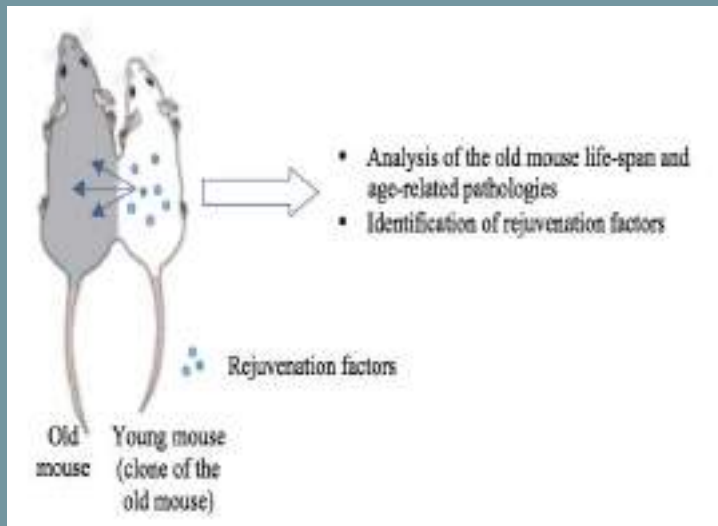 ▪ Analysis of the old mouse life-span and
age-related pathologies
▪ Identification of rejuvenation factors
Rejuvenation factors
Old
mouse
Young mouse
(clone of the
old mouse)